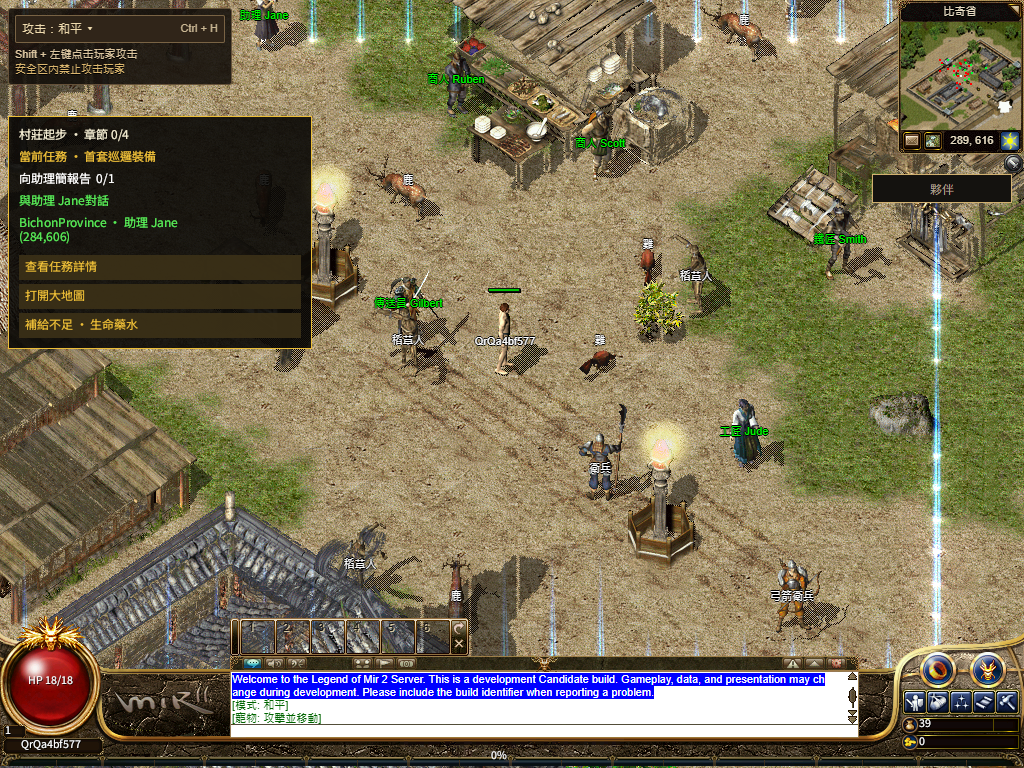 助理 Jane
鹿
比奇省
攻击：和平
Ctrl + H
Shift + 左键点击玩家攻击
安全区内禁止攻击玩家
商人 Ruben
商人 Scott
289, 616
村莊起步 · 章節 0/4
當前任務 · 首套巡邏裝備
向助理簡報告 0/1
與助理 Jane對話
BichonProvince · 助理 Jane
(284,606)
查看任務詳情
打開大地圖
補給不足 · 生命藥水
鹿
夥伴
鐵匠 Smith
雞
稻草人
Gilbert
稻草人
QrQa4bf577
雞
工匠 Jude
衛兵
稻草人
鹿
弓箭衛兵
1 2 3 4 5 6
HP 18/18
Welcome to the Legend of Mir 2 Server. This is a development Candidate build. Gameplay, data, and presentation may ch
ange during development. Please include the build identifier when reporting a problem.
[模式: 和平]
[寵物: 攻擊並移動]
1
QrQa4bf577
39
0
0%